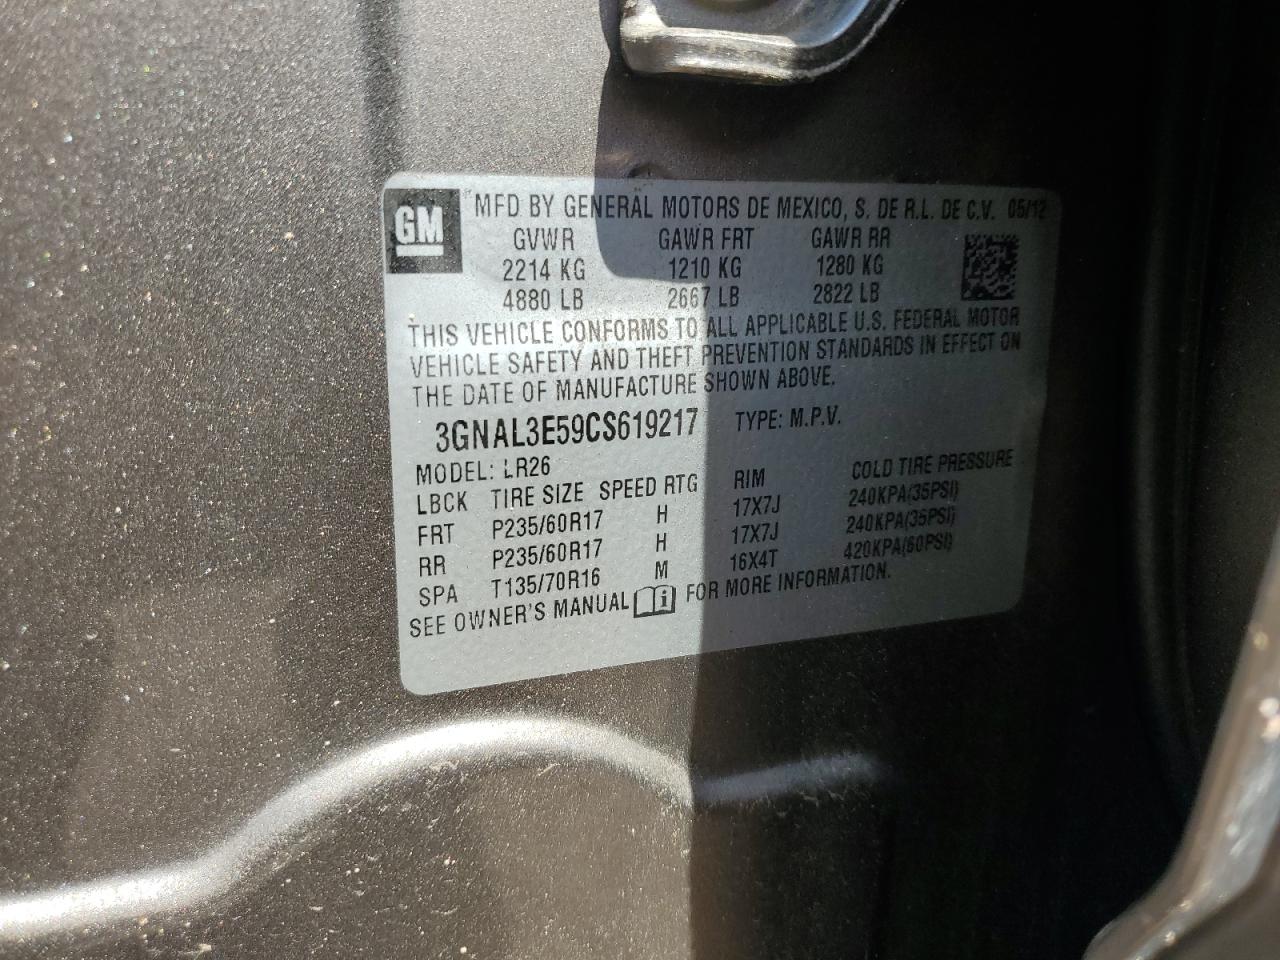 GM
MFD BY GENERAL MOTORS DE MEXICO, S. DE R.L. DE C.V. 05/12
GVWR GAWR FRT GAWR RR
2214 KG 1210 KG 1280 KG
4880 LB 2667 LB 2822 LB
THIS VEHICLE CONFORMS TO ALL APPLICABLE U.S. FEDERAL MOTOR
VEHICLE SAFETY AND THEFT PREVENTION STANDARDS IN EFFECT ON
THE DATE OF MANUFACTURE SHOWN ABOVE.
3GNAL3E59CS619217 TYPE: M.P.V.
MODEL: LR26
LBCK TIRE SIZE SPEED RTG RIM COLD TIRE PRESSURE
FRT P235/60R17 H 17X7J 240KPA(35PSI)
RR P235/60R17 H 17X7J 240KPA(35PSI)
SPA T135/70R16 M 16X4T 420KPA(60PSI)
SEE OWNER'S MANUAL i FOR MORE INFORMATION.